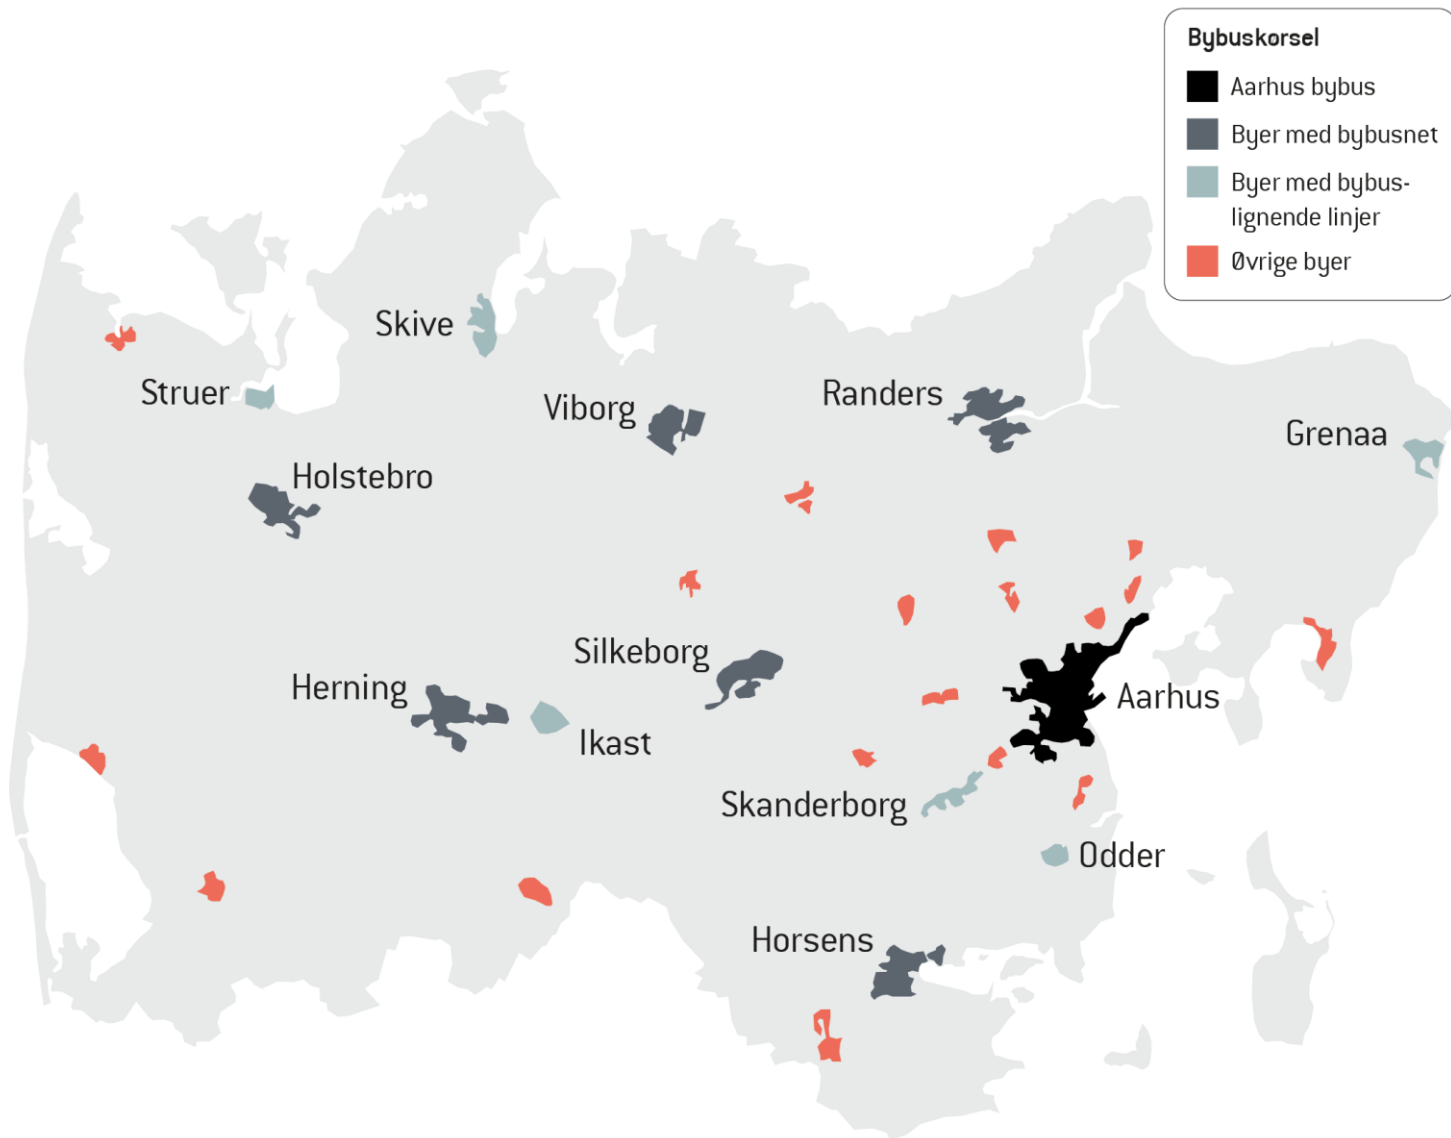 Bybuskørsel
Aarhus bybus
Byer med bybusnet
Byer med bybus-
lignende linjer
Øvrige byer
Skive
Struer
Viborg
Randers
Grenaa
Holstebro
Silkeborg
Herning
Aarhus
Ikast
Skanderborg
Odder
Horsens